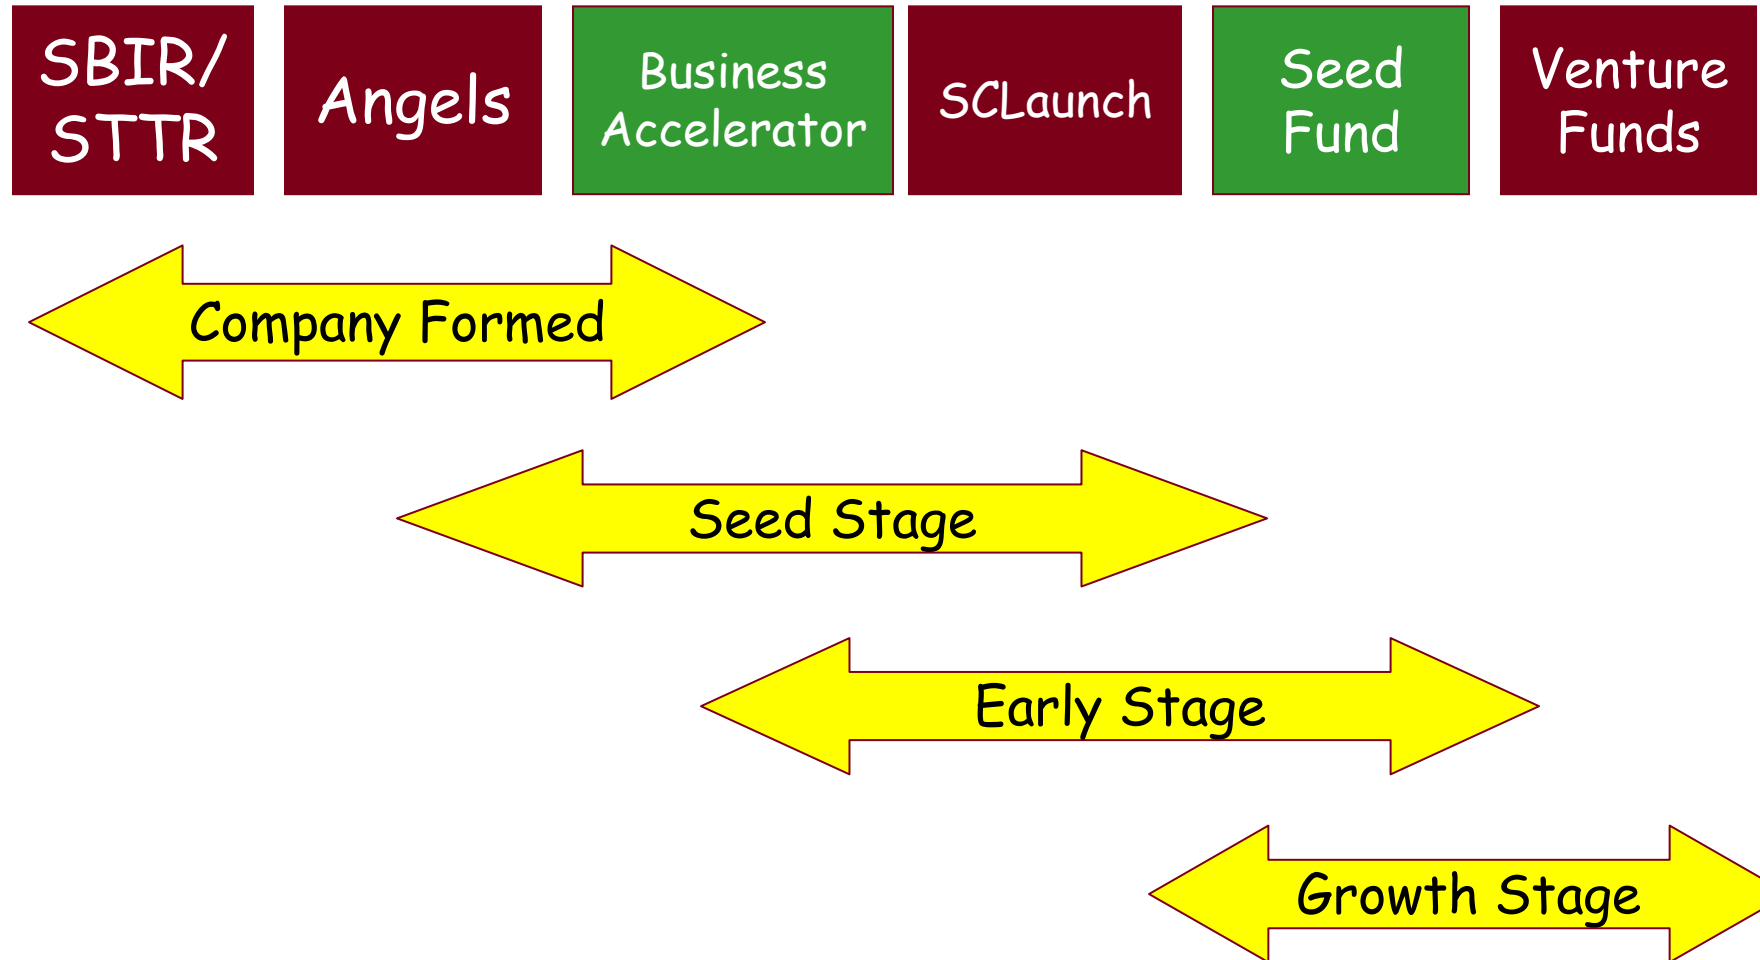 SBIR/
STTR
Angels
Business
Accelerator
SCLaunch
Seed
Fund
Venture
Funds
Company Formed
Seed Stage
Early Stage
Growth Stage